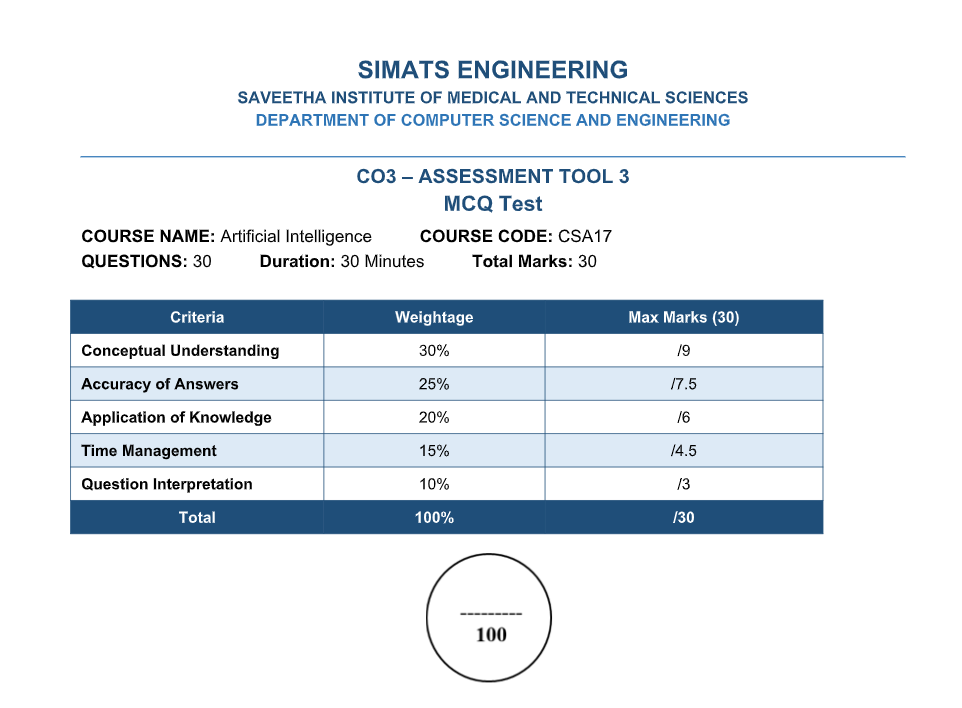 SIMATS ENGINEERING
SAVEETHA INSTITUTE OF MEDICAL AND TECHNICAL SCIENCES
DEPARTMENT OF COMPUTER SCIENCE AND ENGINEERING
CO3 – ASSESSMENT TOOL 3
MCQ Test
COURSE NAME: Artificial Intelligence COURSE CODE: CSA17
QUESTIONS: 30 Duration: 30 Minutes Total Marks: 30
Criteria Weightage Max Marks (30)
Conceptual Understanding 30% /9
Accuracy of Answers 25% /7.5
Application of Knowledge 20% /6
Time Management 15% /4.5
Question Interpretation 10% /3
Total 100% /30
---------
100